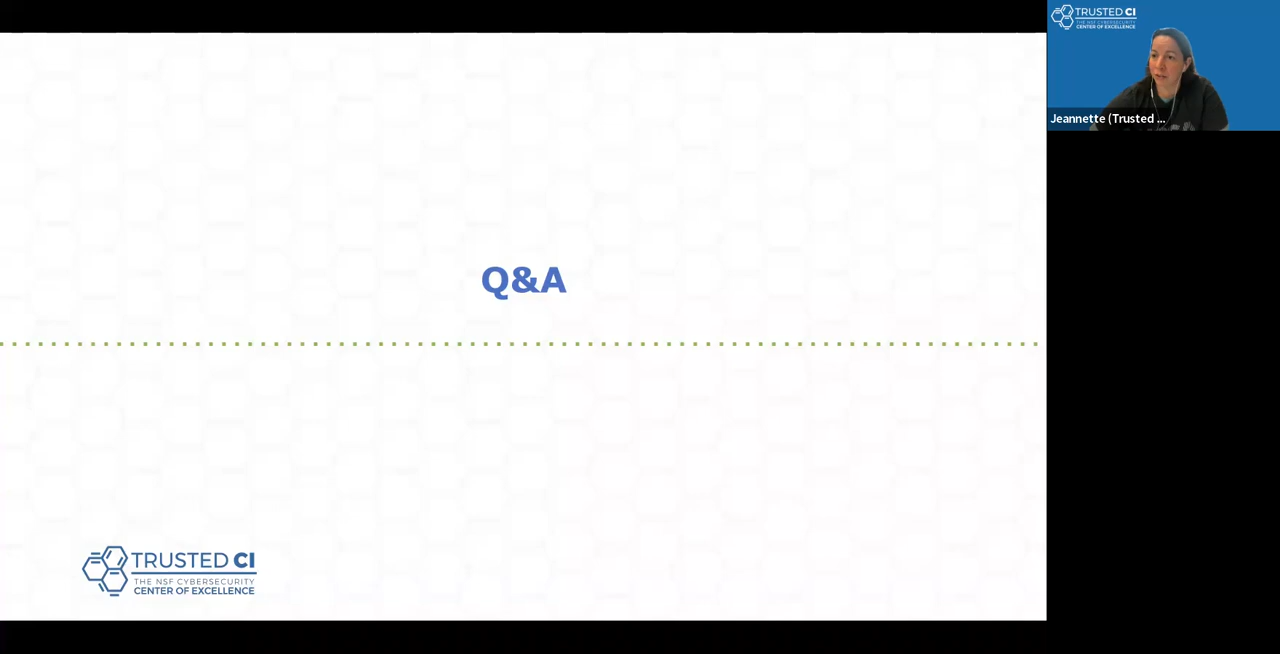 Q&A
TRUSTED CI
THE NSF CYBERSECURITY
CENTER OF EXCELLENCE
TRUSTED CI
THE NSF CYBERSECURITY
CENTER OF EXCELLENCE
Jeannette (Trusted ...